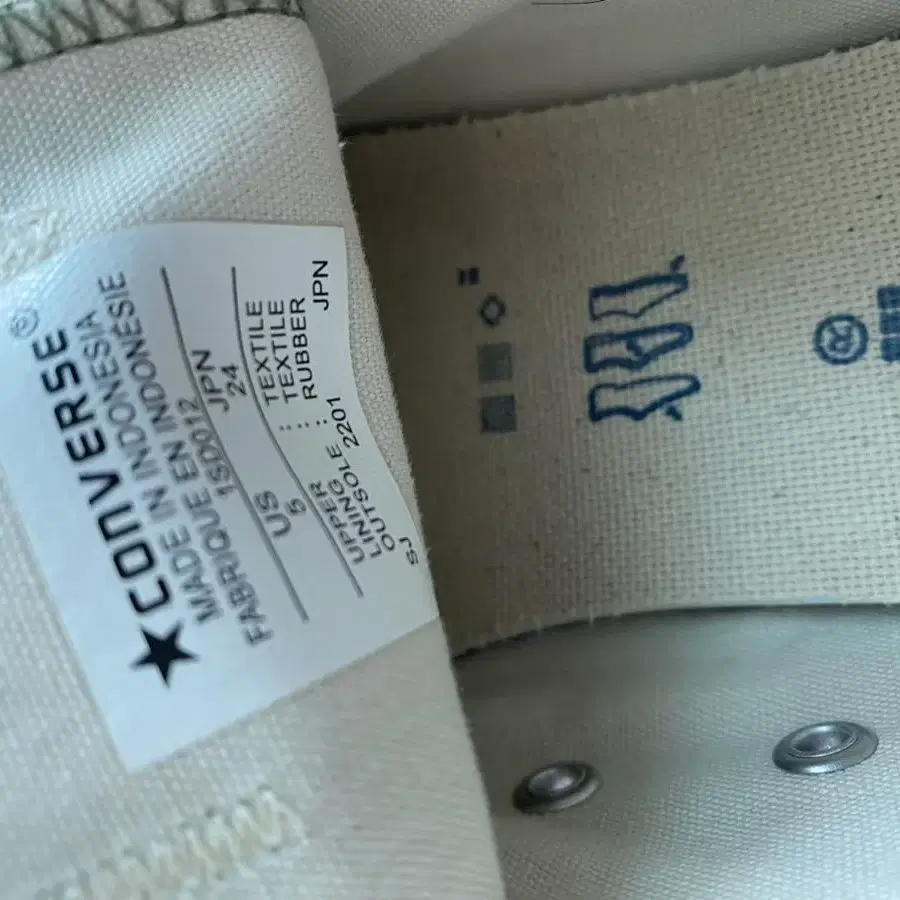 CONVERSE®
MADE IN INDONESIA
FABRIQUE EN INDONÉSIE
1SD012
US JPN
5 24
UPPER : TEXTILE
LINING : TEXTILE
OUTSOLE : RUBBER
SJ 2201 JPN